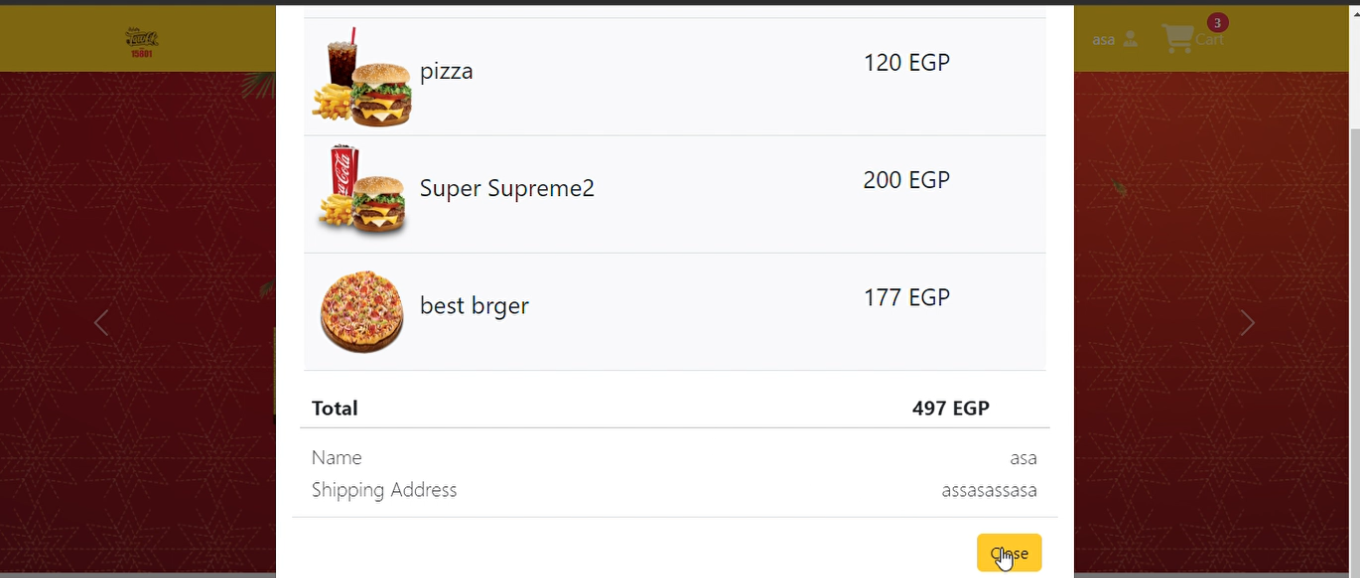 3
asa
Cart
15801
pizza
120 EGP
Super Supreme2
200 EGP
best brger
177 EGP
Total
497 EGP
Name
asa
Shipping Address
assasassasa
Close